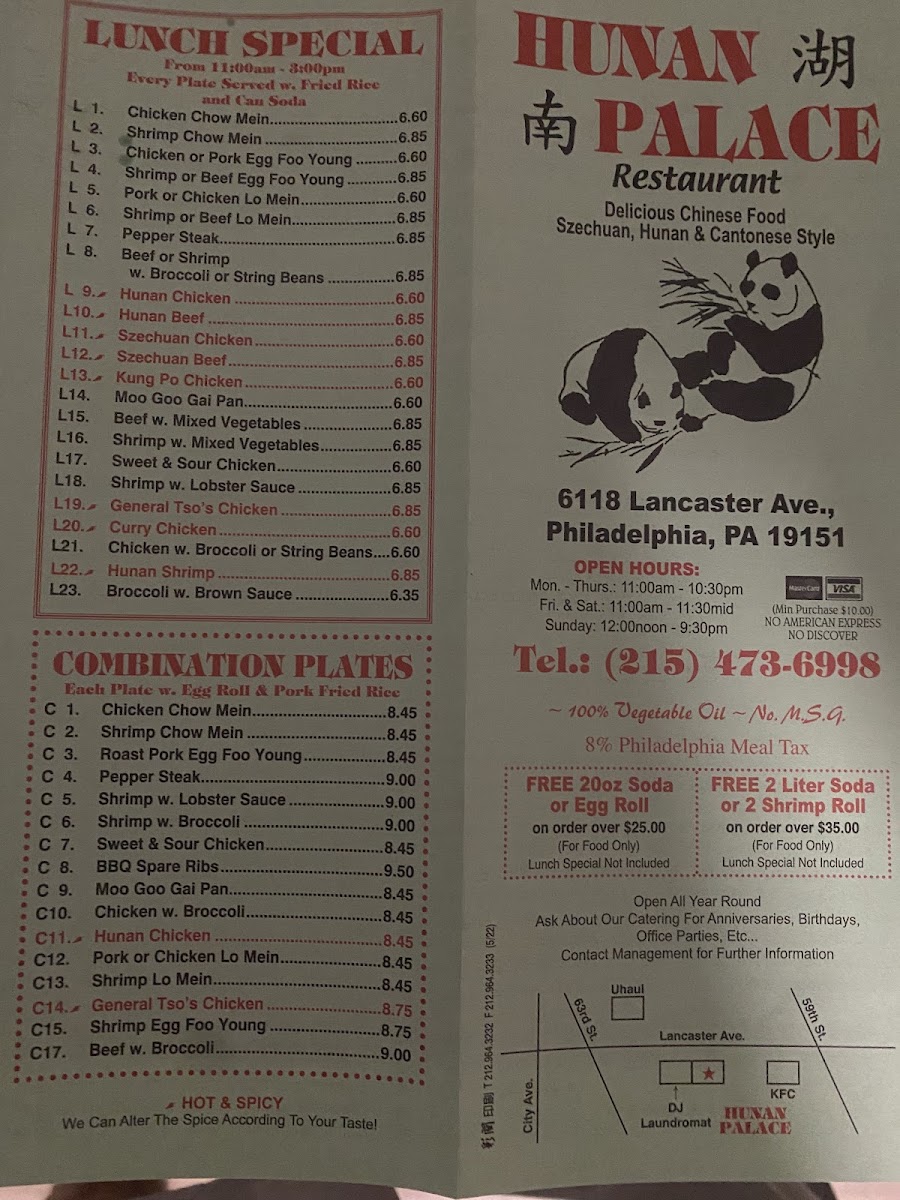 LUNCH SPECIAL
From 11:00am - 3:00pm
Every Plate Served w. Fried Rice
and Can Soda
L 1. Chicken Chow Mein..........6.60
L 2. Shrimp Chow Mein..........6.85
L 3. Chicken or Pork Egg Foo Young..........6.60
L 4. Shrimp or Beef Egg Foo Young..........6.85
L 5. Pork or Chicken Lo Mein..........6.60
L 6. Shrimp or Beef Lo Mein..........6.85
L 7. Pepper Steak..........6.85
L 8. Beef or Shrimp
w. Broccoli or String Beans..........6.85
L 9. Hunan Chicken..........6.60
L10. Hunan Beef..........6.85
L11. Szechuan Chicken..........6.60
L12. Szechuan Beef..........6.85
L13. Kung Po Chicken..........6.60
L14. Moo Goo Gai Pan..........6.60
L15. Beef w. Mixed Vegetables..........6.85
L16. Shrimp w. Mixed Vegetables..........6.85
L17. Sweet & Sour Chicken..........6.60
L18. Shrimp w. Lobster Sauce..........6.85
L19. General Tso's Chicken..........6.85
L20. Curry Chicken..........6.60
L21. Chicken w. Broccoli or String Beans....6.60
L22. Hunan Shrimp..........6.85
L23. Broccoli w. Brown Sauce..........6.35
COMBINATION PLATES
Each Plate w. Egg Roll & Pork Fried Rice
C 1. Chicken Chow Mein..........8.45
C 2. Shrimp Chow Mein..........8.45
C 3. Roast Pork Egg Foo Young..........8.45
C 4. Pepper Steak..........9.00
C 5. Shrimp w. Lobster Sauce..........9.00
C 6. Shrimp w. Broccoli..........9.00
C 7. Sweet & Sour Chicken..........8.45
C 8. BBQ Spare Ribs..........9.50
C 9. Moo Goo Gai Pan..........8.45
C10. Chicken w. Broccoli..........8.45
C11. Hunan Chicken..........8.45
C12. Pork or Chicken Lo Mein..........8.45
C13. Shrimp Lo Mein..........8.45
C14. General Tso's Chicken..........8.75
C15. Shrimp Egg Foo Young..........8.75
C17. Beef w. Broccoli..........9.00
HOT & SPICY
We Can Alter The Spice According To Your Taste!
HUNAN 湖
南 PALACE
Restaurant
Delicious Chinese Food
Szechuan, Hunan & Cantonese Style
6118 Lancaster Ave.,
Philadelphia, PA 19151
OPEN HOURS:
Mon. - Thurs.: 11:00am - 10:30pm
Fri. & Sat.: 11:00am - 11:30mid
Sunday: 12:00noon - 9:30pm
MasterCard VISA
(Min Purchase $10.00)
NO AMERICAN EXPRESS
NO DISCOVER
Tel.: (215) 473-6998
~ 100% Vegetable Oil ~ No. M.S.G.
8% Philadelphia Meal Tax
FREE 20oz Soda
or Egg Roll
on order over $25.00
(For Food Only)
Lunch Special Not Included
FREE 2 Liter Soda
or 2 Shrimp Roll
on order over $35.00
(For Food Only)
Lunch Special Not Included
Open All Year Round
Ask About Our Catering For Anniversaries, Birthdays,
Office Parties, Etc...
Contact Management for Further Information
印刷 T 212.964.3232 F 212.964.3233 (5/22)
City Ave.
63rd St.
Uhaul
Lancaster Ave.
59th St.
DJ
Laundromat
HUNAN
PALACE
KFC